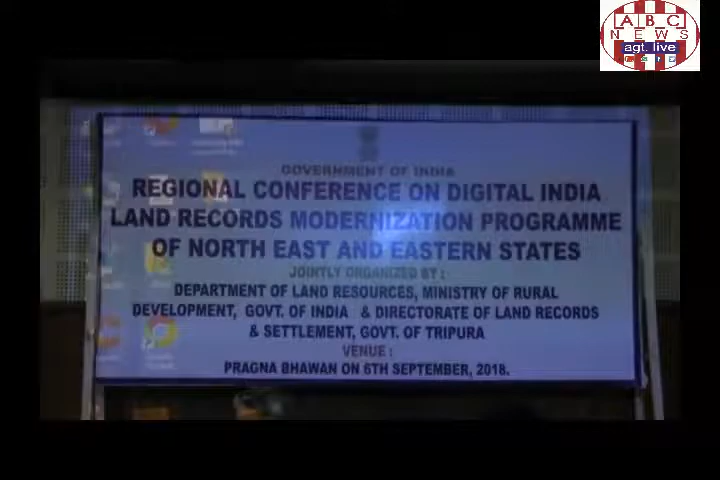 A B C
N E W S
agt. live
GOVERNMENT OF INDIA
REGIONAL CONFERENCE ON DIGITAL INDIA
LAND RECORDS MODERNIZATION PROGRAMME
OF NORTH EAST AND EASTERN STATES
JOINTLY ORGANIZED BY :
DEPARTMENT OF LAND RESOURCES, MINISTRY OF RURAL
DEVELOPMENT, GOVT. OF INDIA & DIRECTORATE OF LAND RECORDS
& SETTLEMENT, GOVT. OF TRIPURA
VENUE :
PRAGNA BHAWAN ON 6TH SEPTEMBER, 2018.